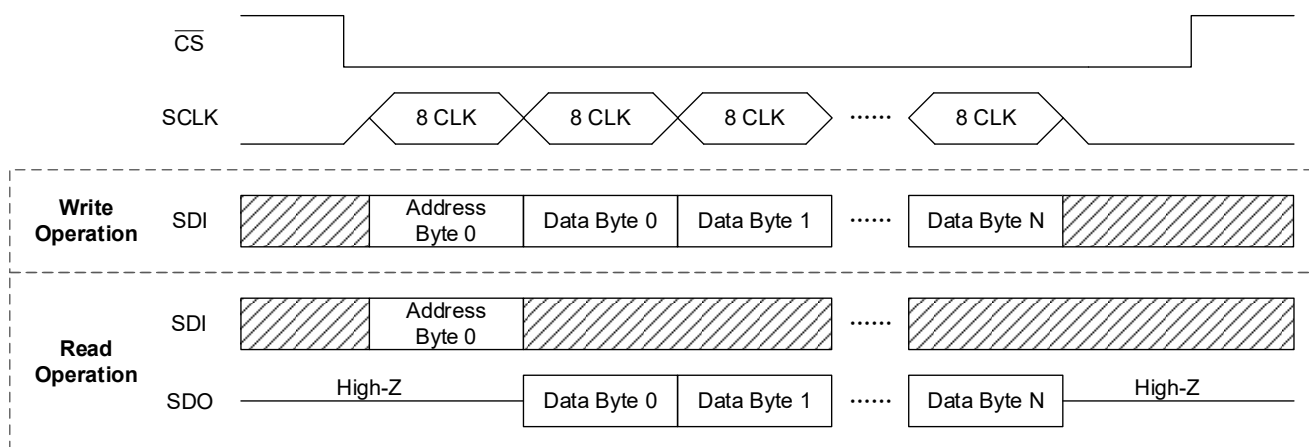 CS
SCLK
8 CLK
8 CLK
8 CLK
......
8 CLK
Write
Operation
SDI
Address
Byte 0
Data Byte 0
Data Byte 1
......
Data Byte N
Read
Operation
SDI
Address
Byte 0
......
SDO
High-Z
Data Byte 0
Data Byte 1
......
Data Byte N
High-Z